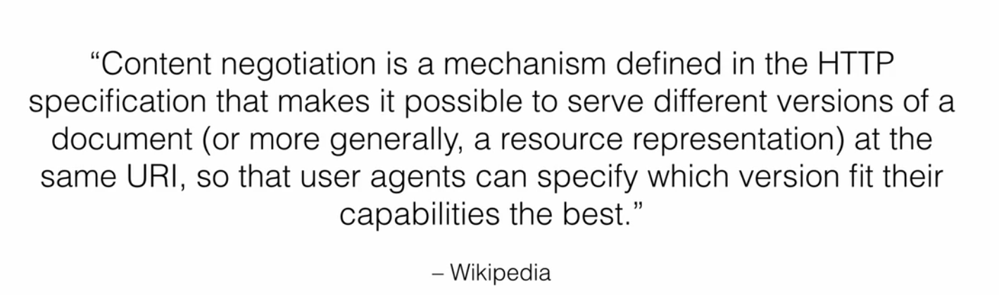 “Content negotiation is a mechanism defined in the HTTP
specification that makes it possible to serve different versions of a
document (or more generally, a resource representation) at the
same URI, so that user agents can specify which version fit their
capabilities the best.”
– Wikipedia